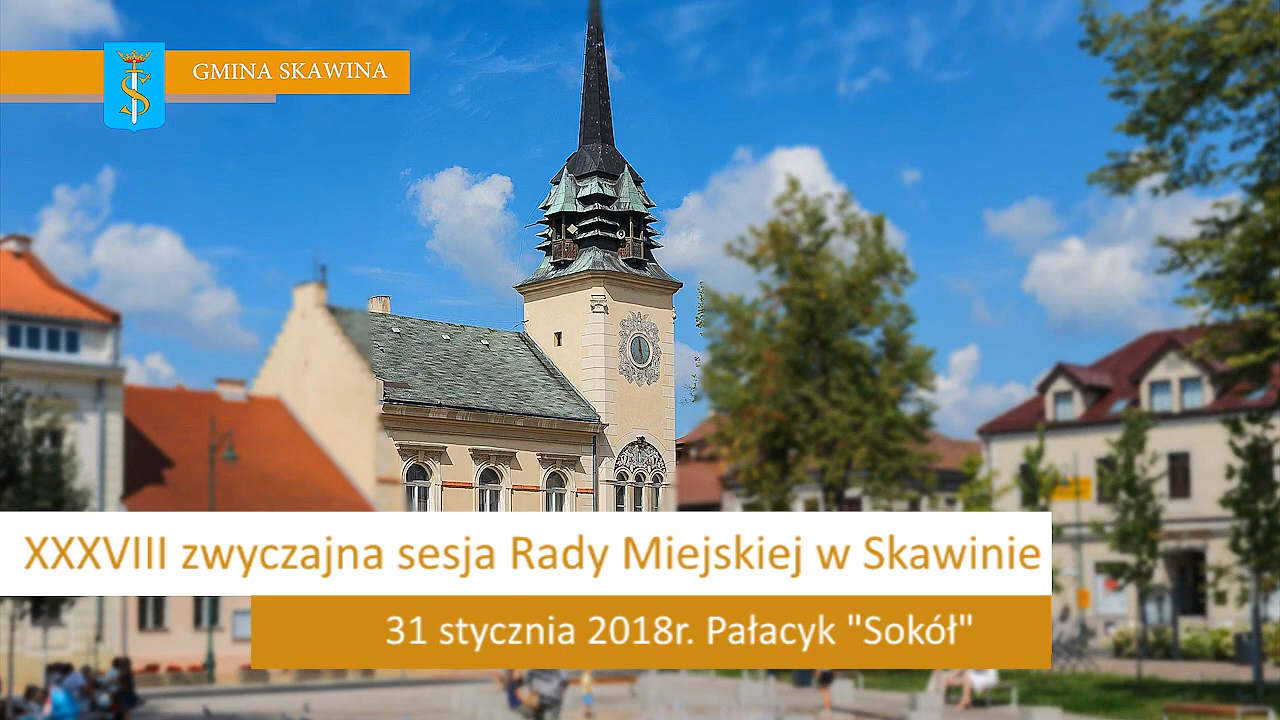 GMINA SKAWINA
XXXVIII zwyczajna sesja Rady Miejskiej w Skawinie
31 stycznia 2018r. Pałacyk "Sokół"